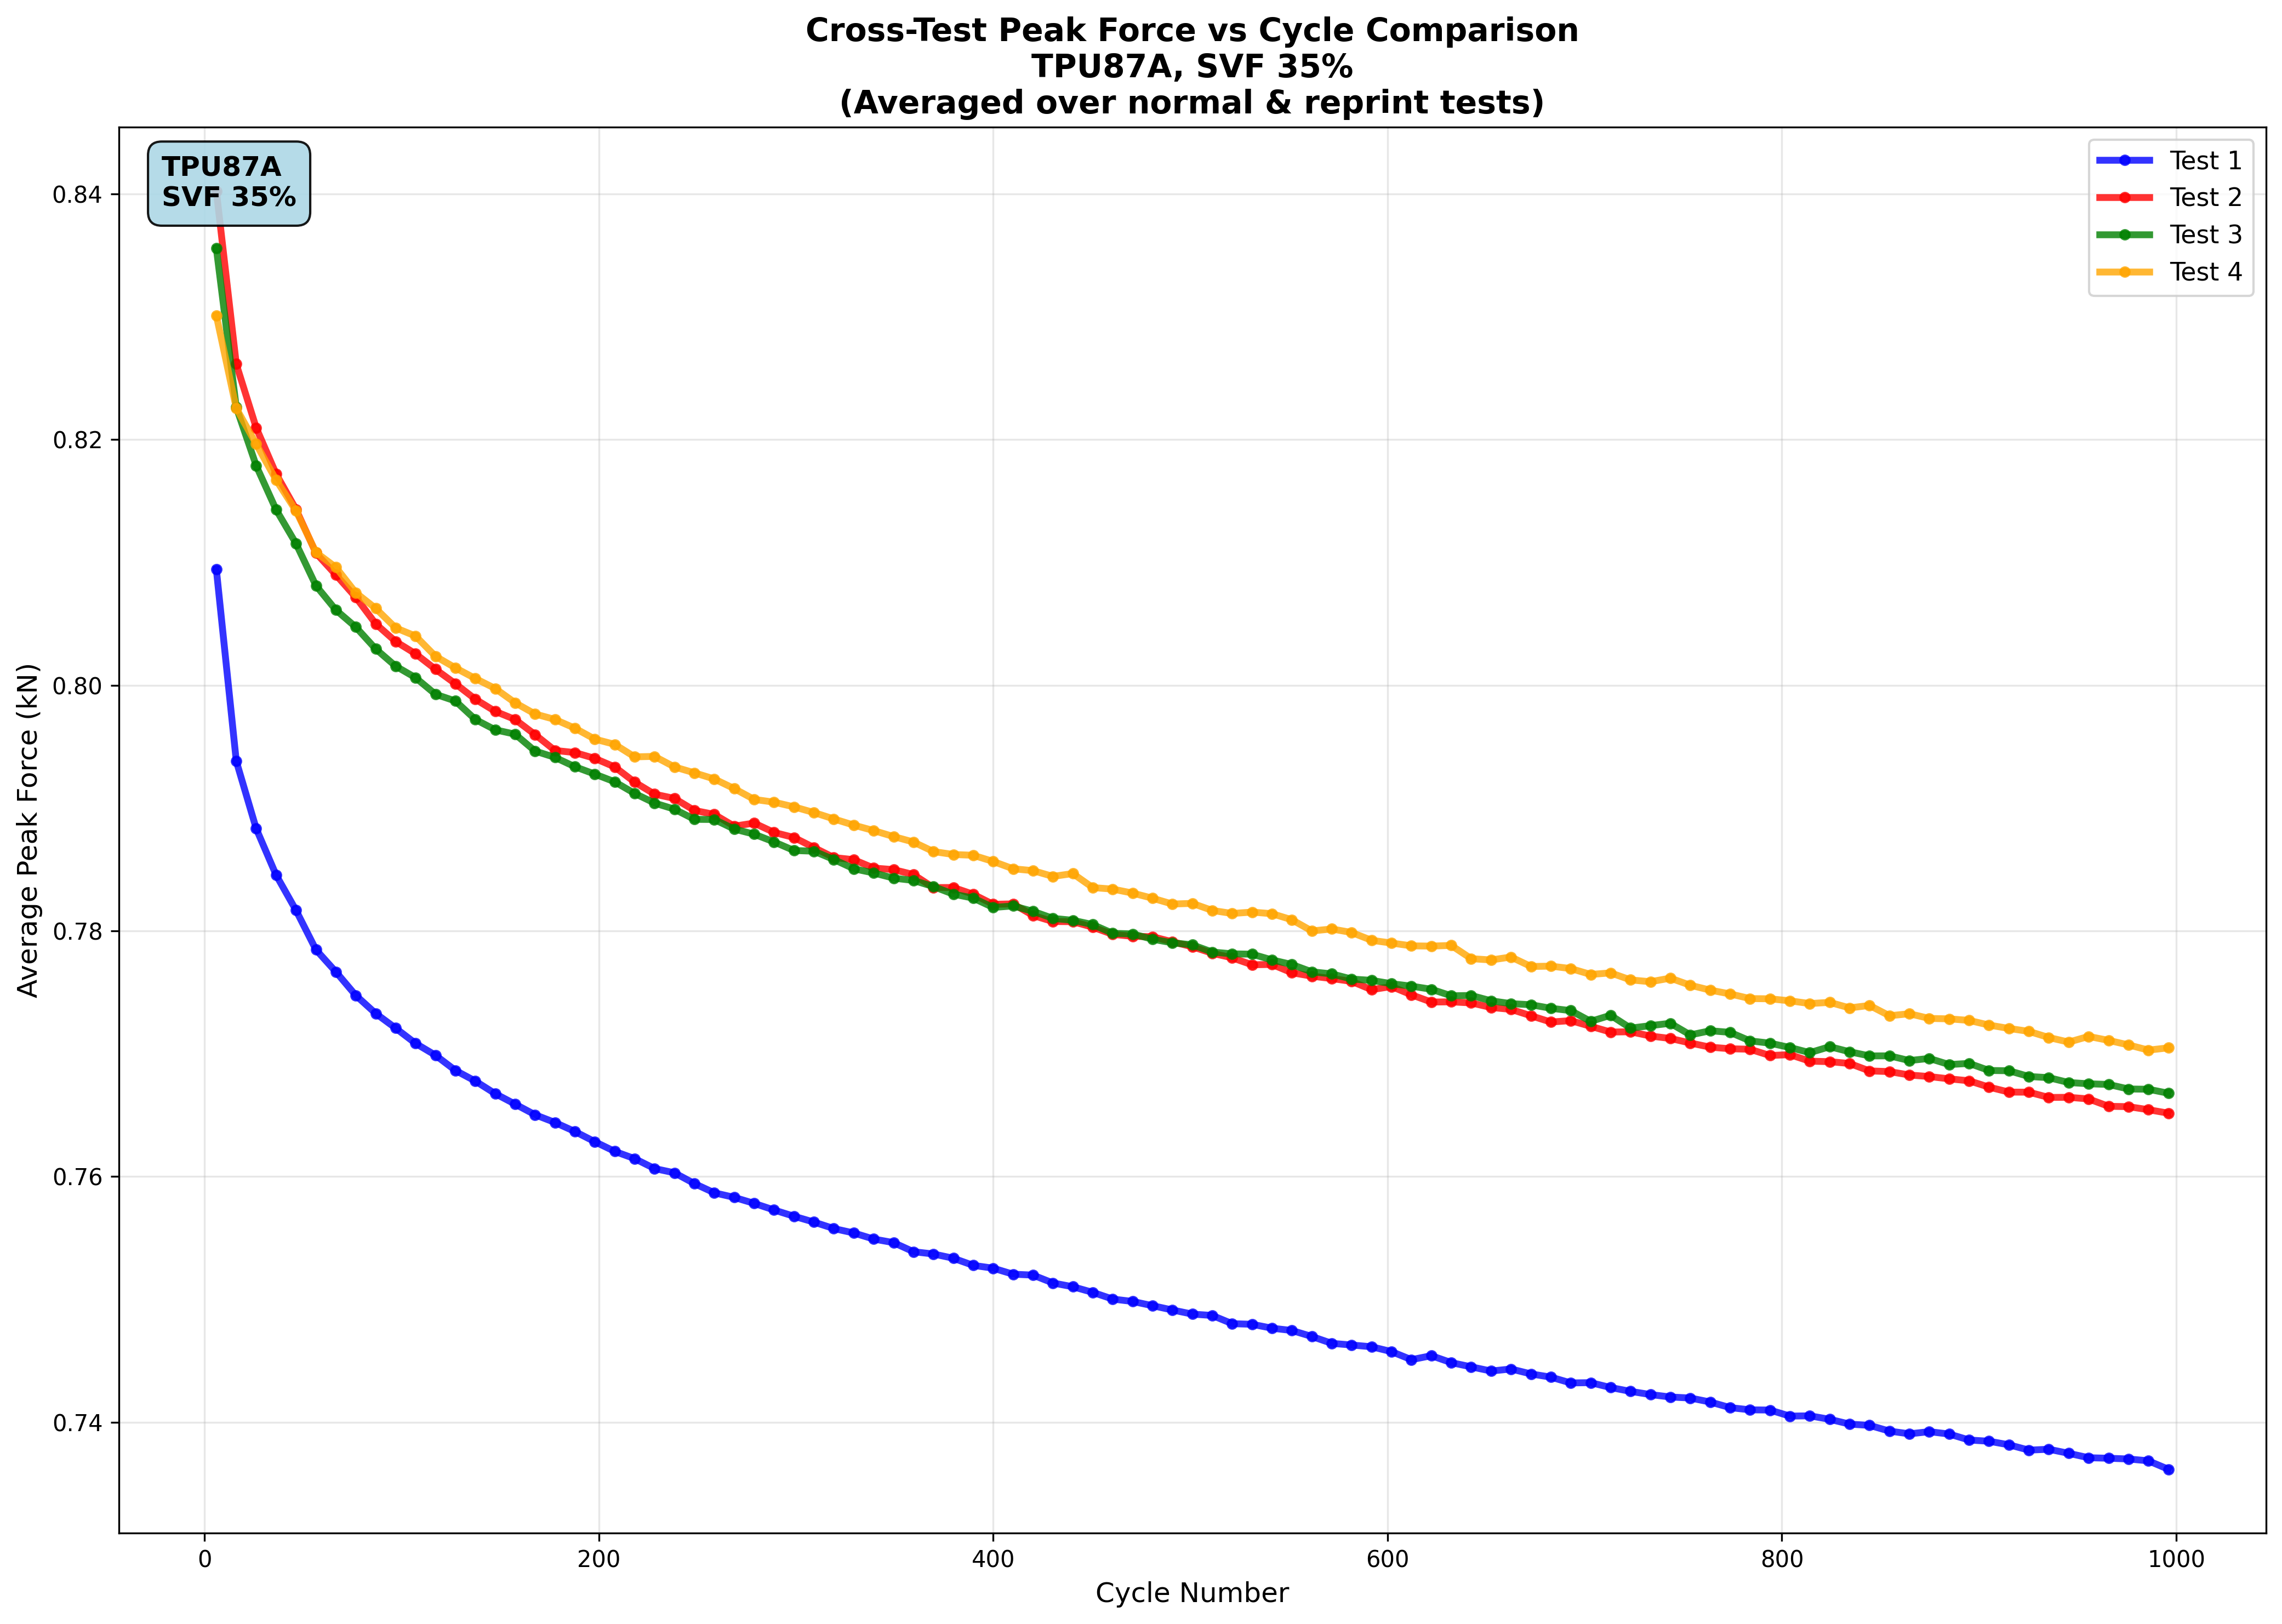 Cross-Test Peak Force vs Cycle Comparison
TPU87A, SVF 35%
(Averaged over normal & reprint tests)
TPU87A
SVF 35%
Test 1
Test 2
Test 3
Test 4
0.84
0.82
0.80
0.78
0.76
0.74
Average Peak Force (kN)
0
200
400
600
800
1000
Cycle Number